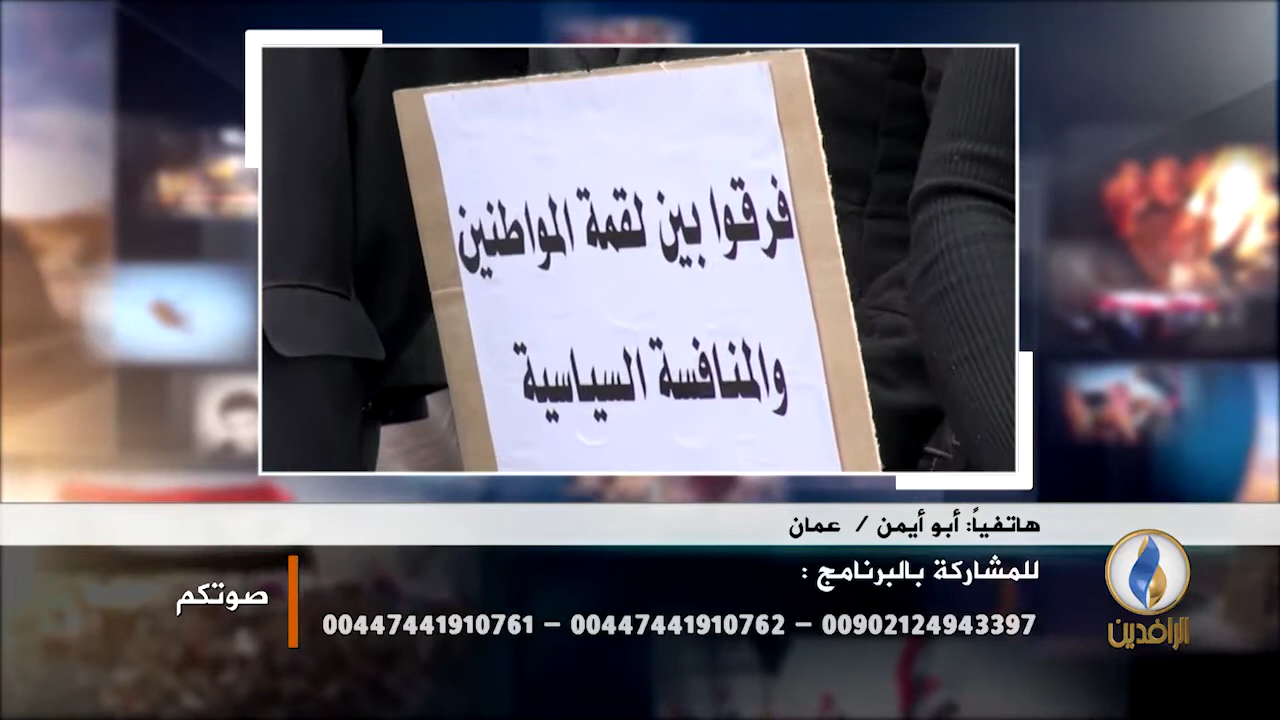 فرقوا بين لقمة المواطنين
والمنافسة السياسية
هاتفياً: أبو أيمن / عمان
للمشاركة بالبرنامج :
00447441910761 – 00447441910762 – 00902124943397
صوتكم
الرافدين